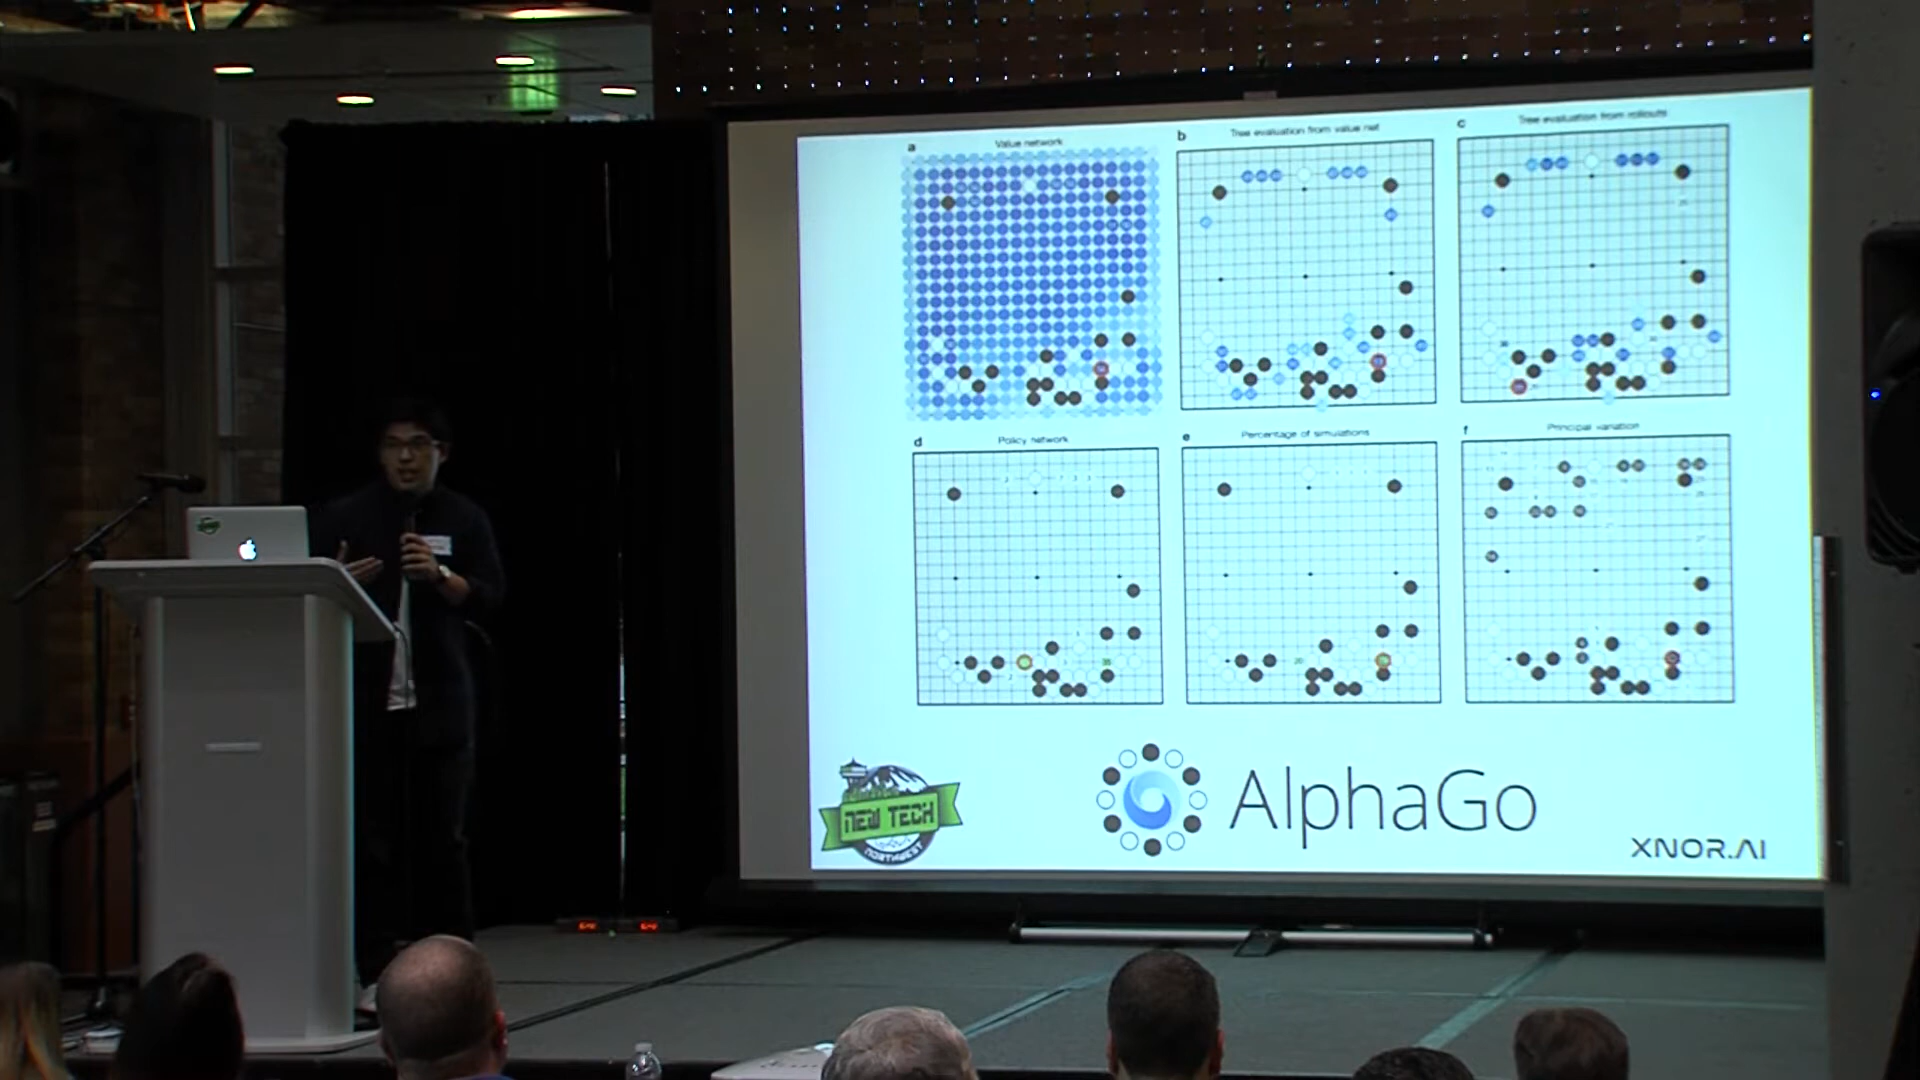 a Value network
b Tree evaluation from value net
c Tree evaluation from rollouts
d Policy network
e Percentage of simulations
f Principal variation
NEW TECH
NORTHWEST
AlphaGo
XNOR.AI